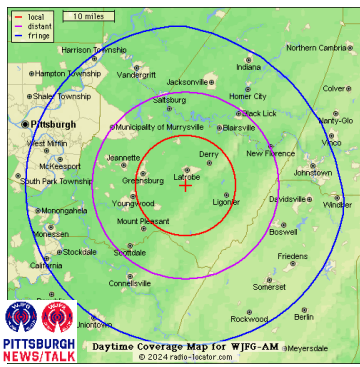 local
distant
fringe
10 miles
Harrison Township
Northern Cambria
Hampton Township
Vandergrift
Indiana
Jacksonville
Homer City
Colver
Shaler Township
Saltsburg
Black Lick
Nanty-Glo
Pittsburgh
Municipality of Murrysville
Blairsville
Vinco
West Mifflin
New Florence
McKeesport
Jeannette
Derry
Johnstown
South Park Township
Greensburg
Latrobe
Youngwood
Ligonier
Davidsville
Windber
Monongahela
Mount Pleasant
Monessen
Boswell
Stockdale
Scottdale
California
Friedens
Connellsville
Somerset
Uniontown
Rockwood
Berlin
Meyersdale
WJFA
WJFA
PITTSBURGH
NEWS/TALK
Daytime Coverage Map for WJFG-AM
© 2024 radio-locator.com